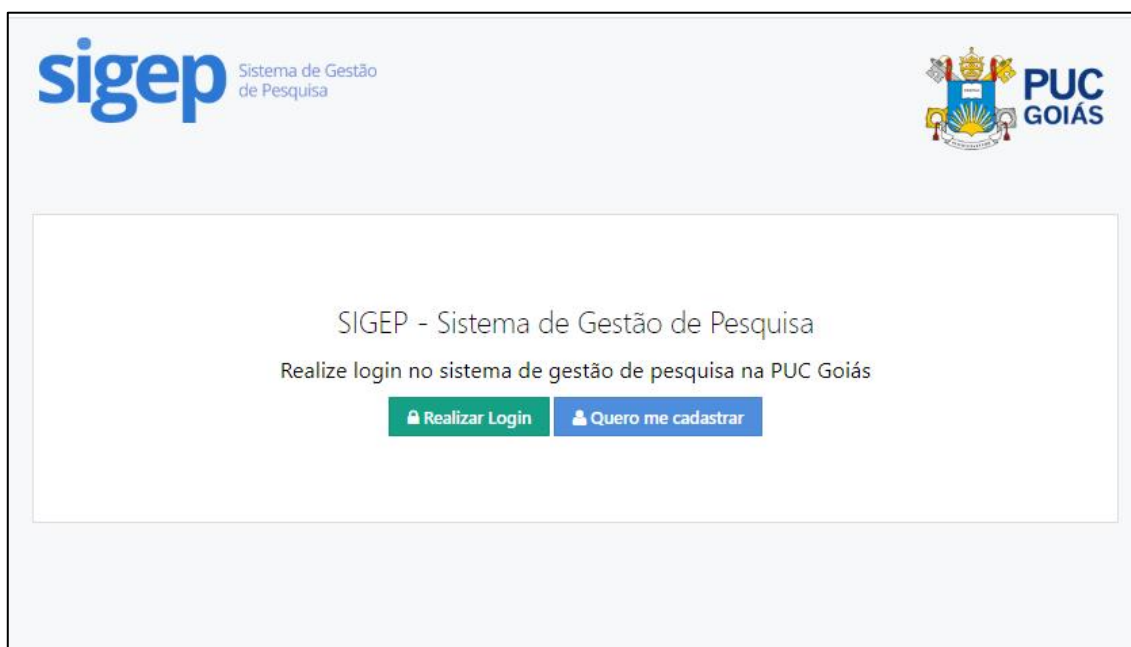 sigep
Sistema de Gestão
de Pesquisa
PUC
GOIÁS
SIGEP - Sistema de Gestão de Pesquisa
Realize login no sistema de gestão de pesquisa na PUC Goiás
Realizar Login
Quero me cadastrar